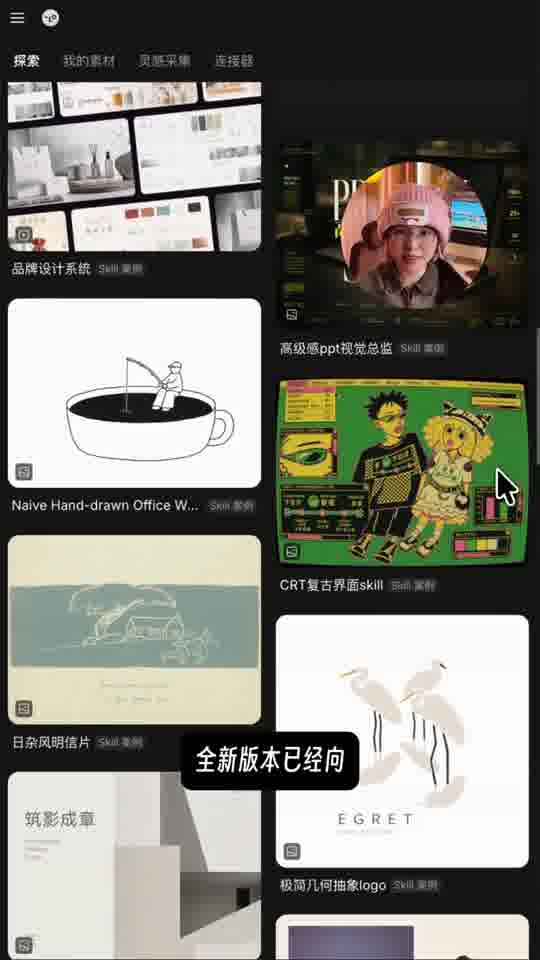 探索 我的素材 灵感采集 连接器
品牌设计系统 Skill 案例
高级感ppt视觉总监 Skill 案例
Naive Hand-drawn Office W... Skill 案例
CRT复古界面skill Skill 案例
日杂风明信片 Skill 案例
全新版本已经向
筑影成章
EGRET
极简几何抽象logo Skill 案例